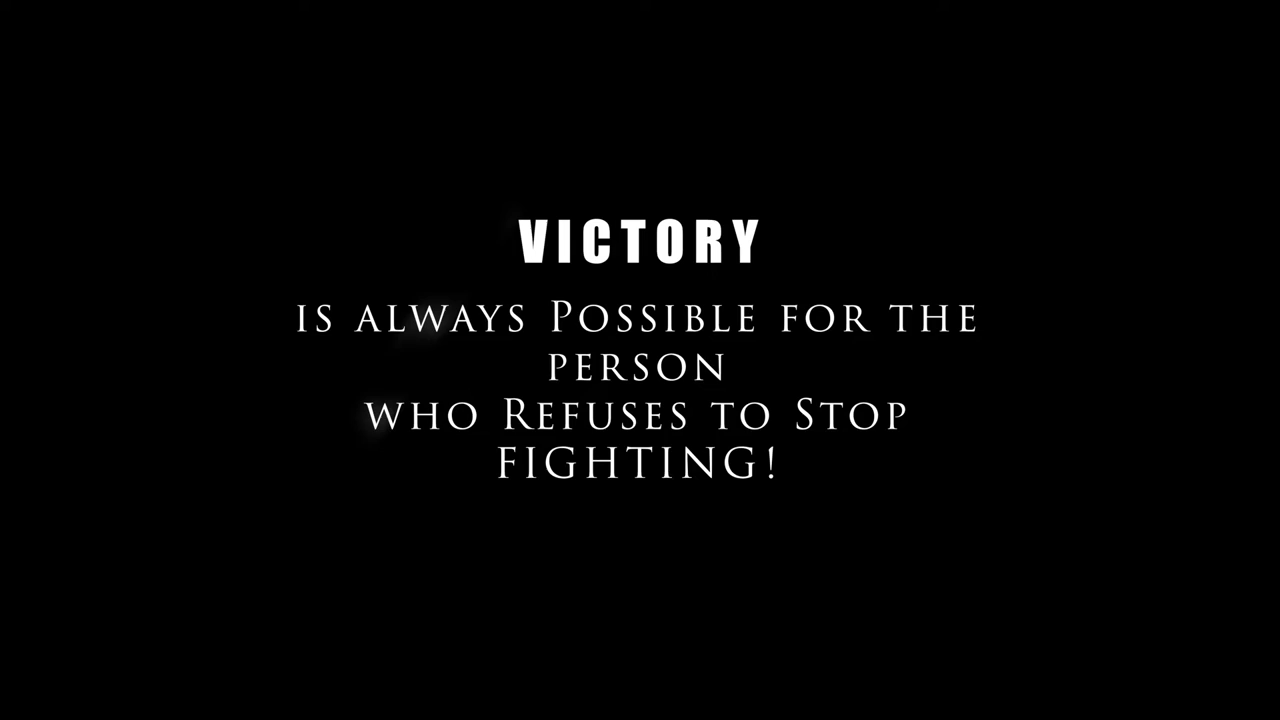 VICTORY
IS ALWAYS POSSIBLE FOR THE
PERSON
WHO REFUSES TO STOP
FIGHTING!